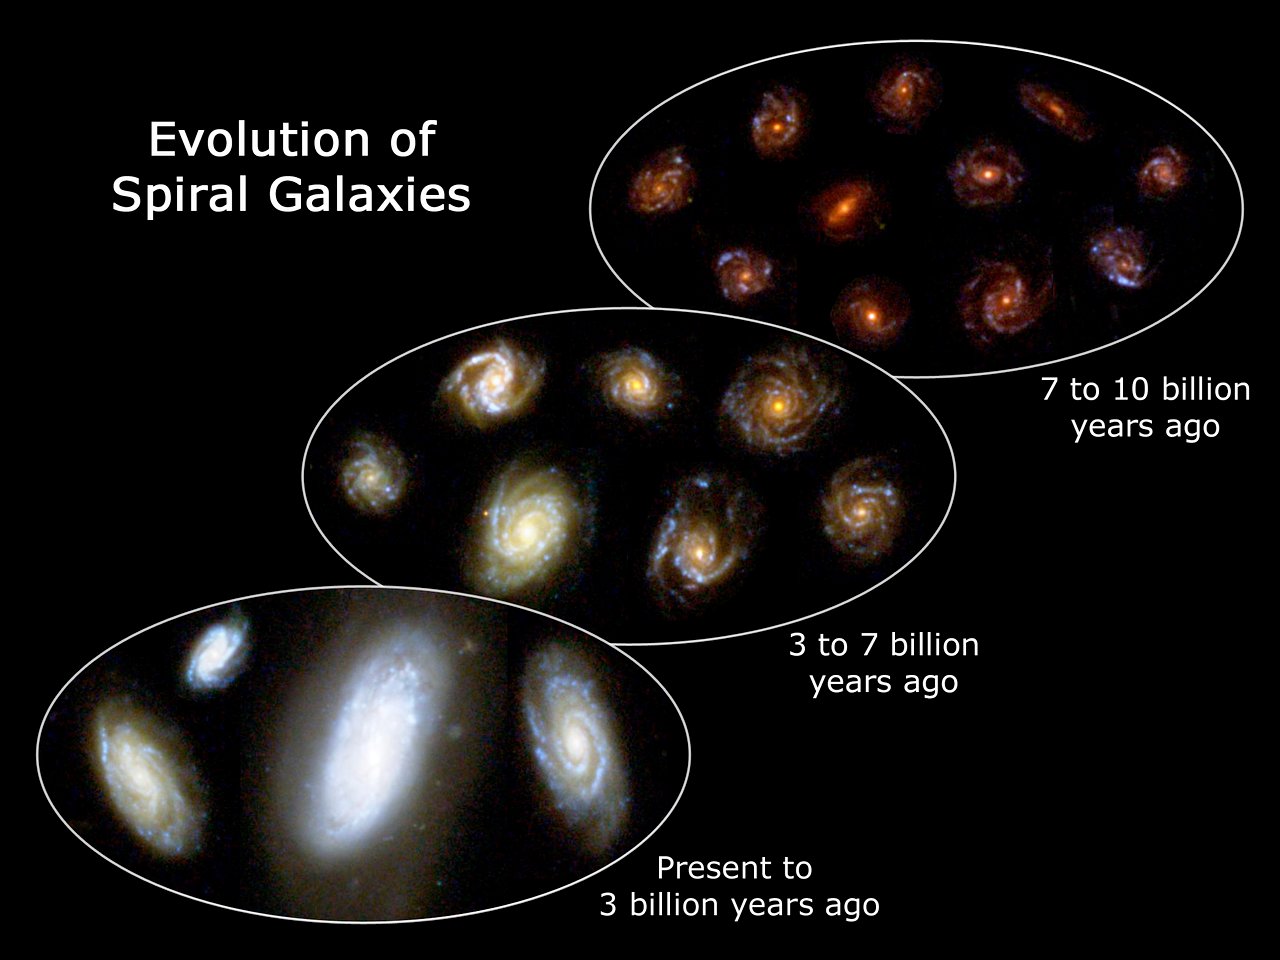 Evolution of
Spiral Galaxies
7 to 10 billion
years ago
3 to 7 billion
years ago
Present to
3 billion years ago